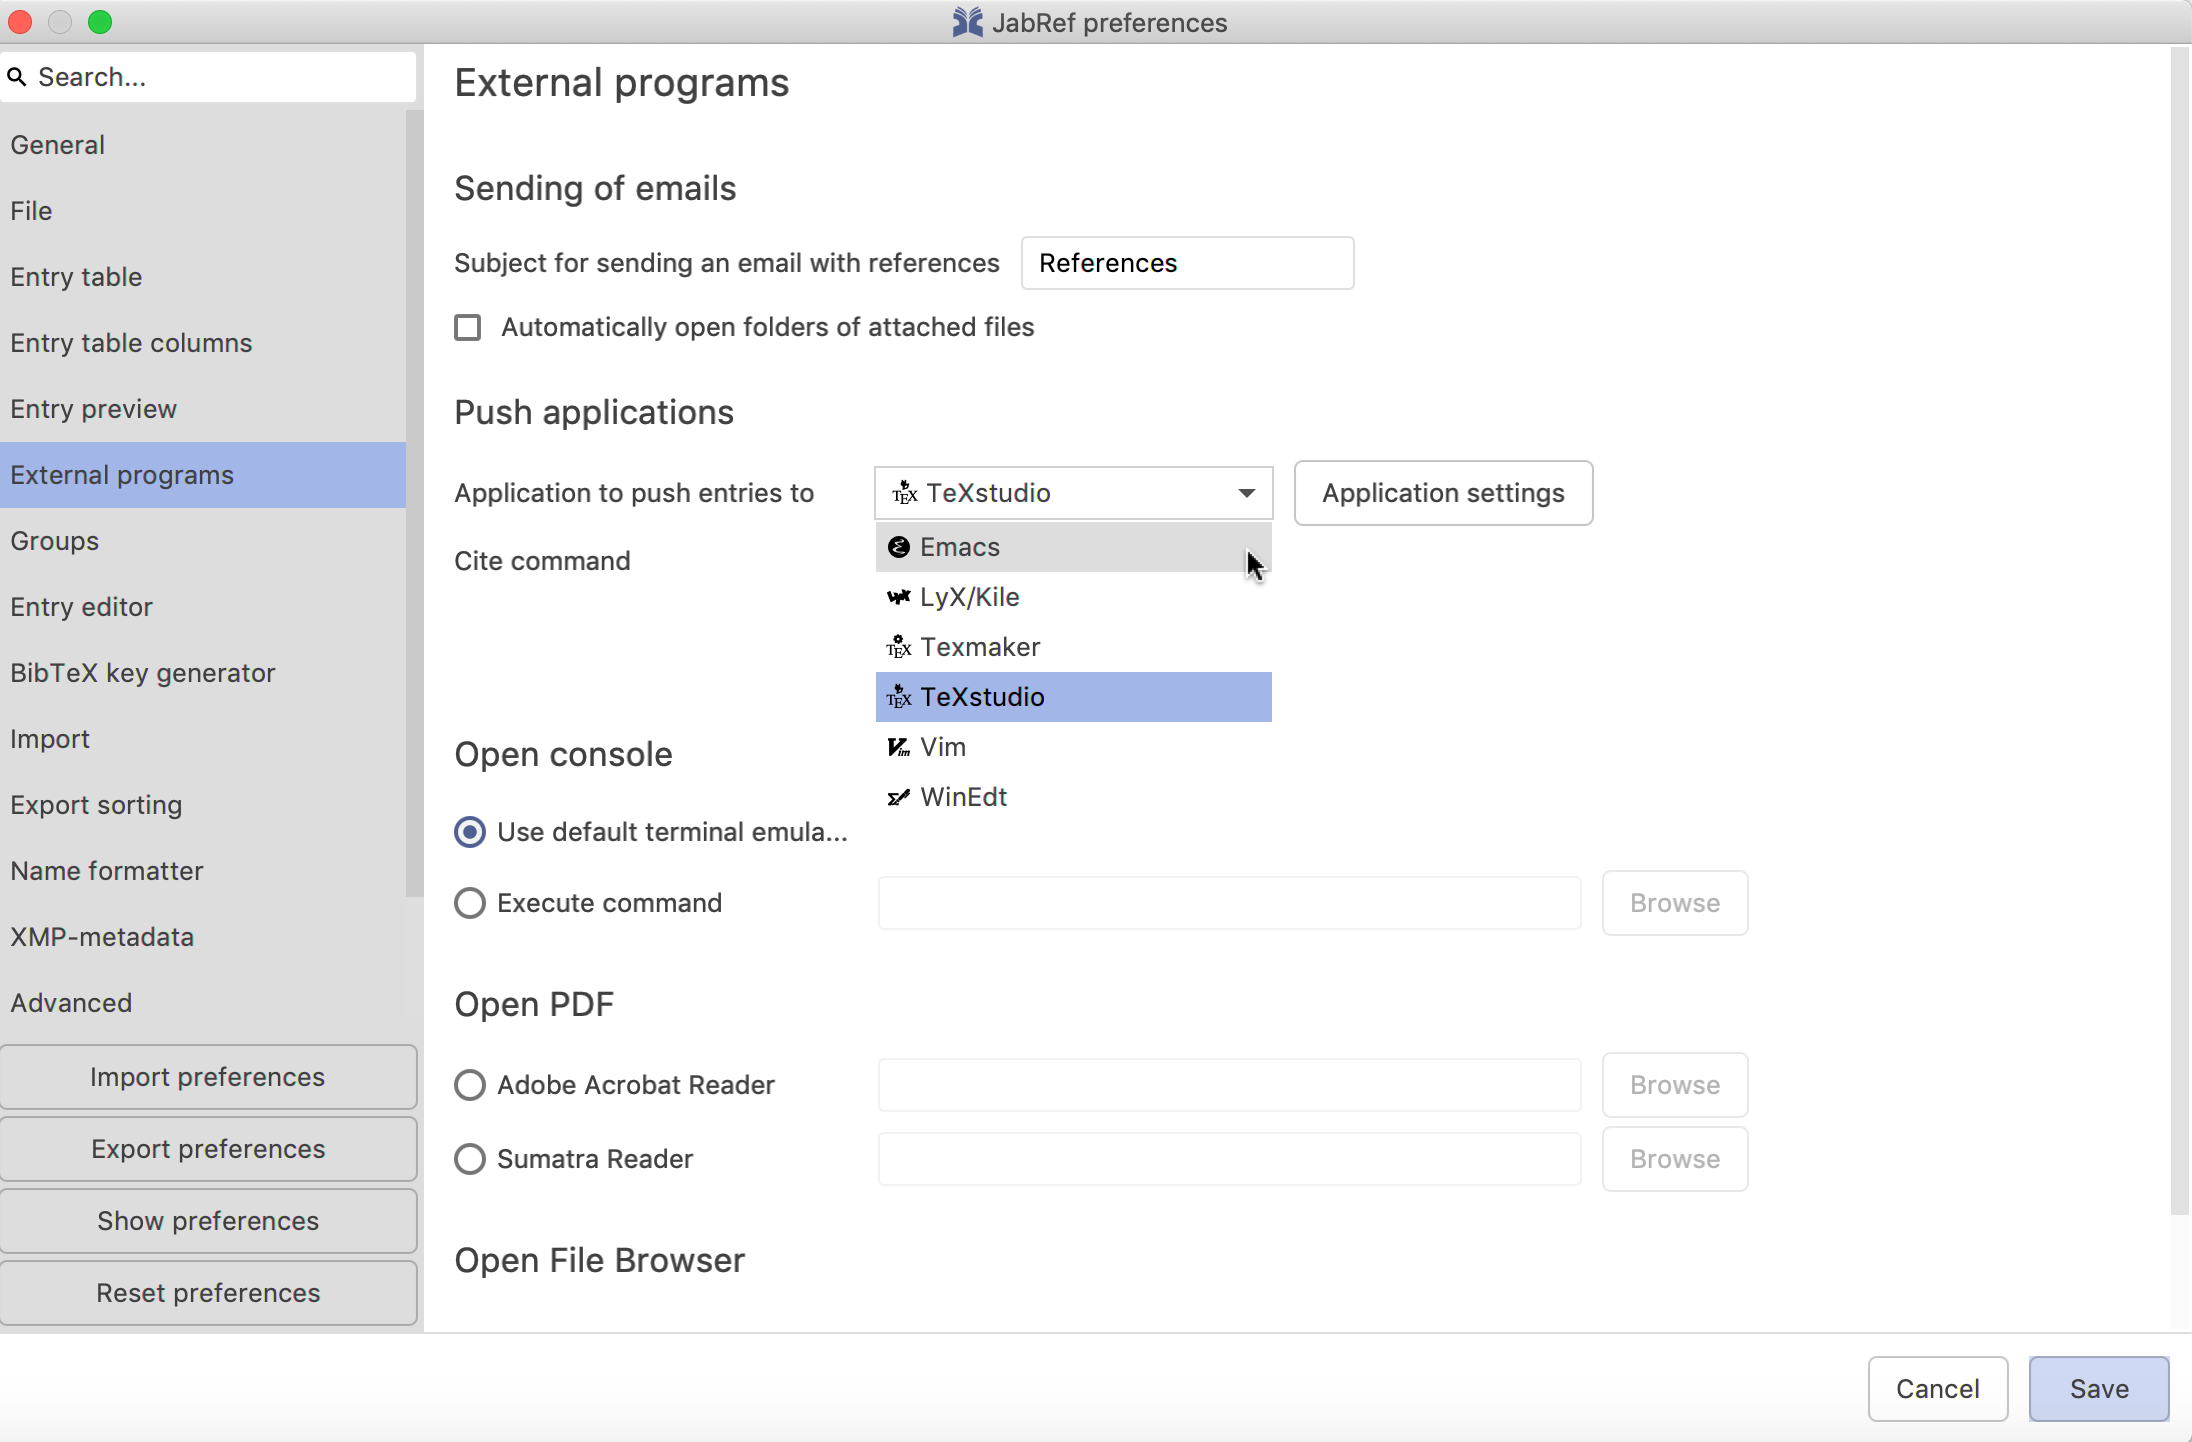 JabRef preferences
Search...
General
File
Entry table
Entry table columns
Entry preview
External programs
Groups
Entry editor
BibTeX key generator
Import
Export sorting
Name formatter
XMP-metadata
Advanced
Import preferences
Export preferences
Show preferences
Reset preferences
External programs
Sending of emails
Subject for sending an email with references References
Automatically open folders of attached files
Push applications
Application to push entries to TeXstudio Application settings
Cite command
Emacs
LyX/Kile
Texmaker
TeXstudio
Vim
WinEdt
Open console
Use default terminal emula...
Execute command Browse
Open PDF
Adobe Acrobat Reader Browse
Sumatra Reader Browse
Open File Browser
Cancel Save